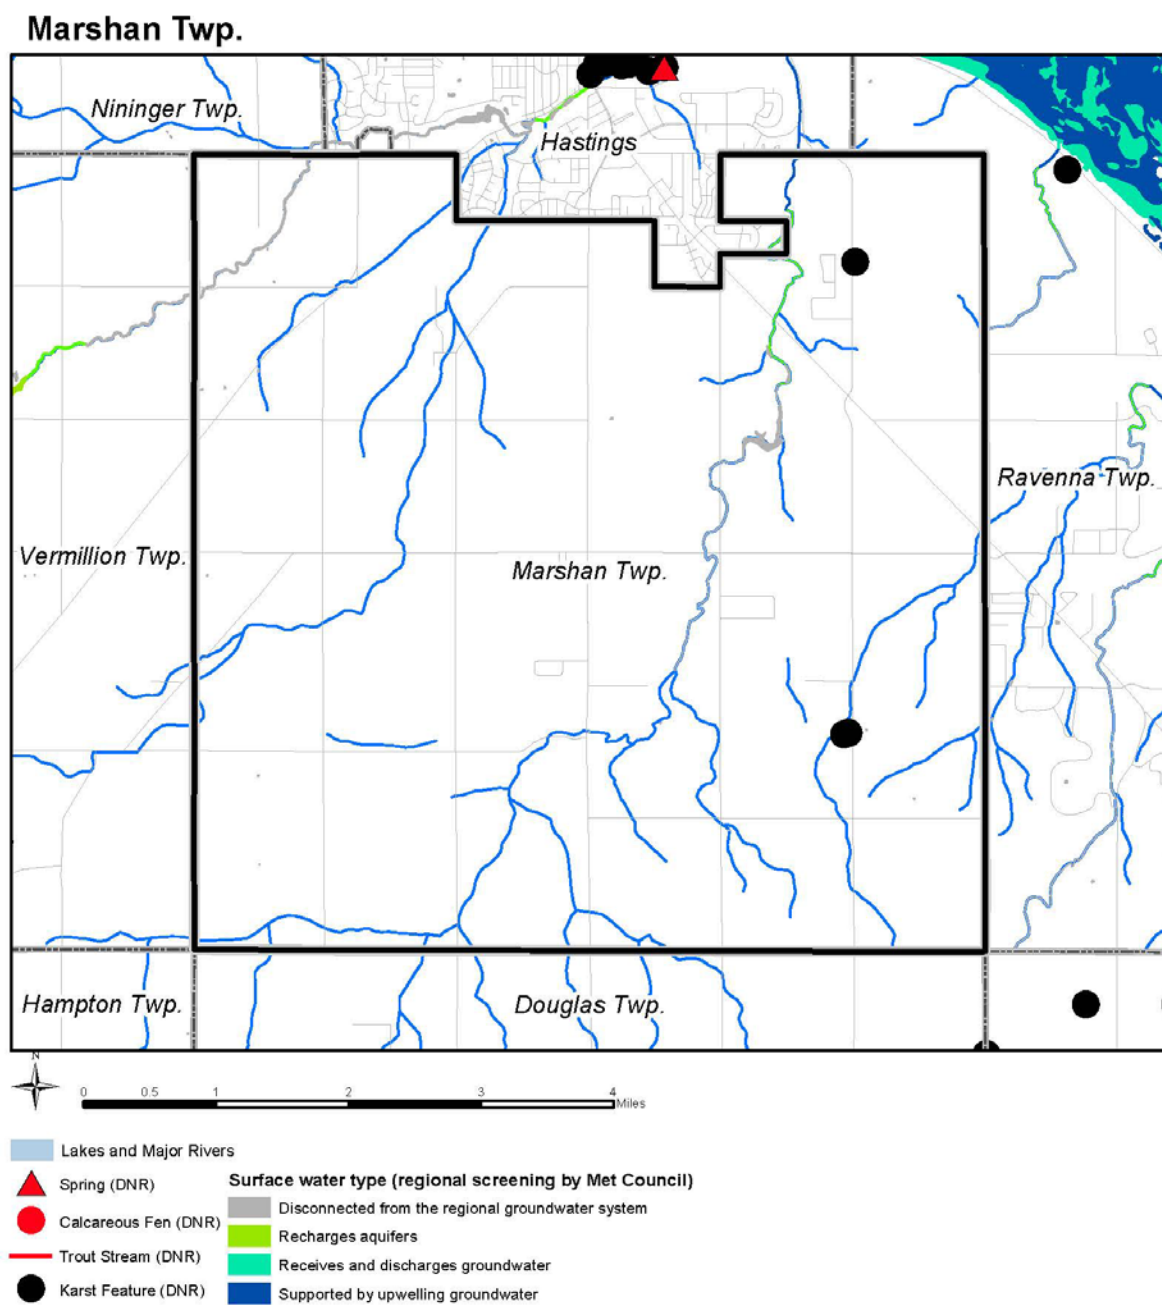 Marshan Twp.
Nininger Twp.
Hastings
Ravenna Twp.
Vermillion Twp.
Marshan Twp.
Hampton Twp.
Douglas Twp.
N
0 0.5 1 2 3 4
Miles
Lakes and Major Rivers
Spring (DNR)
Calcareous Fen (DNR)
Trout Stream (DNR)
Karst Feature (DNR)
Surface water type (regional screening by Met Council)
Disconnected from the regional groundwater system
Recharges aquifers
Receives and discharges groundwater
Supported by upwelling groundwater